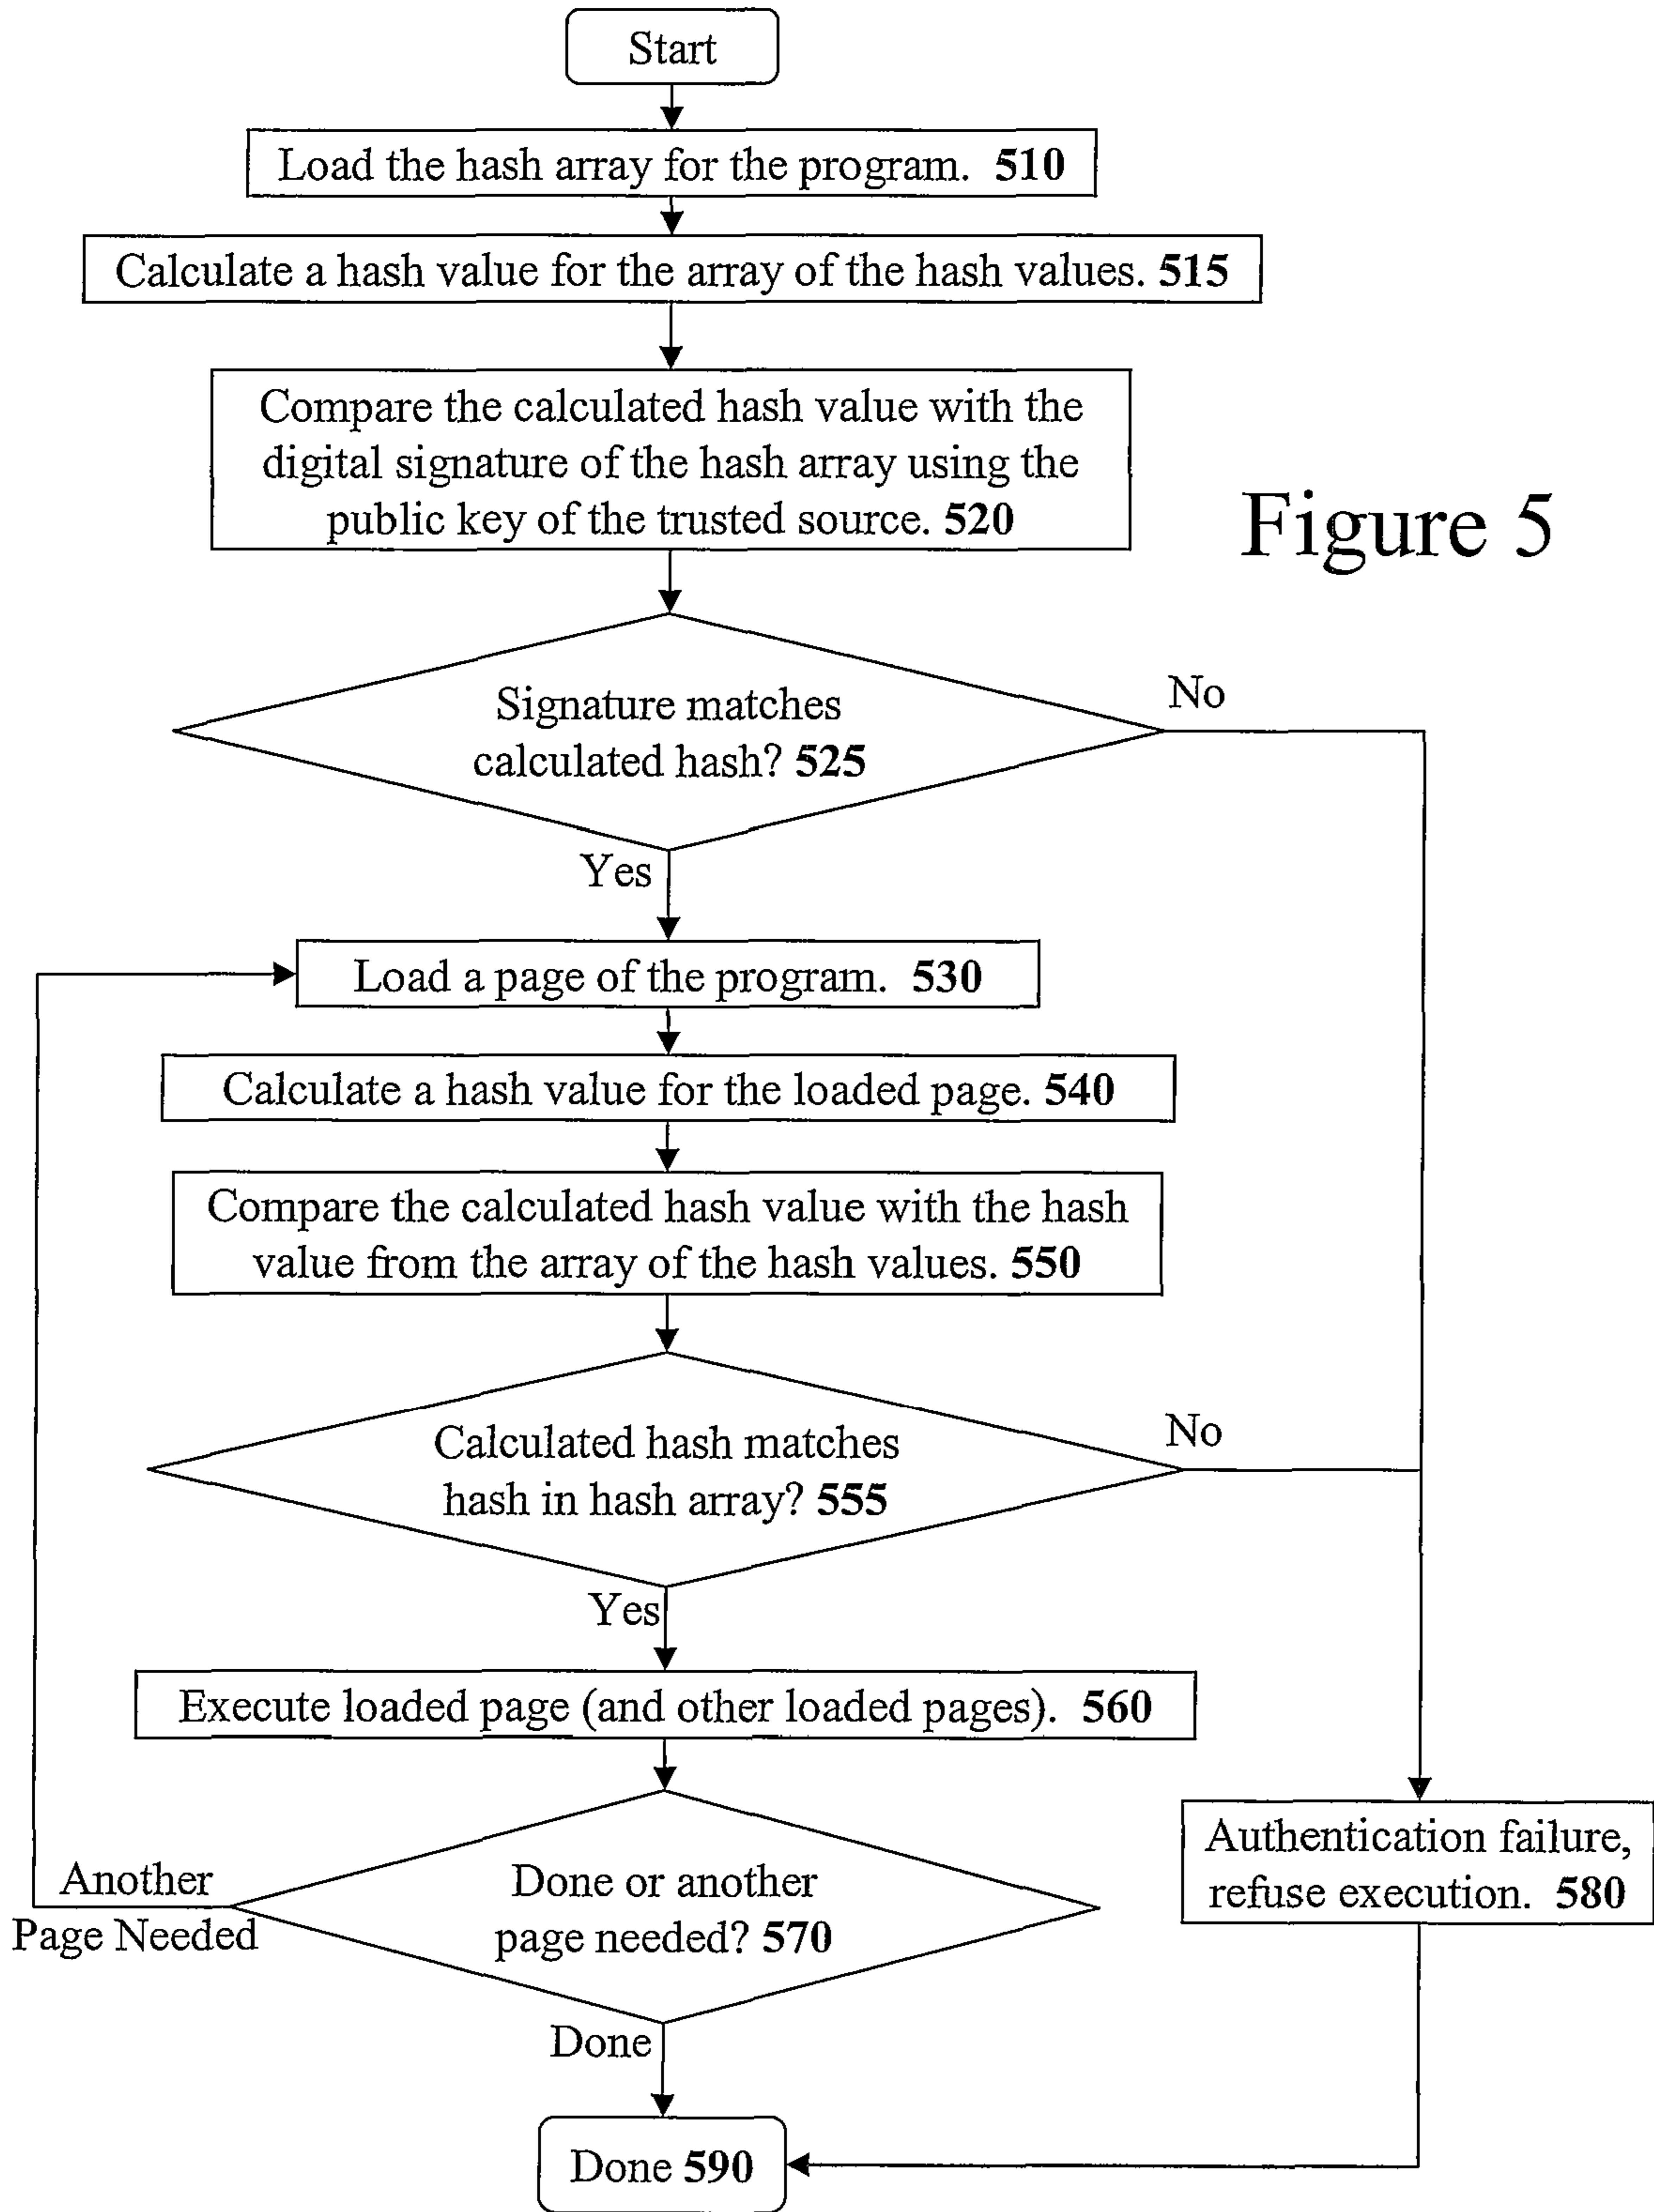 Start
Load the hash array for the program. 510
Calculate a hash value for the array of the hash values. 515
Compare the calculated hash value with the
digital signature of the hash array using the
public key of the trusted source. 520
Figure 5
Signature matches
calculated hash? 525
No
Yes
Load a page of the program. 530
Calculate a hash value for the loaded page. 540
Compare the calculated hash value with the hash
value from the array of the hash values. 550
Calculated hash matches
hash in hash array? 555
No
Yes
Execute loaded page (and other loaded pages). 560
Done or another
page needed? 570
Another
Page Needed
Authentication failure,
refuse execution. 580
Done
Done 590